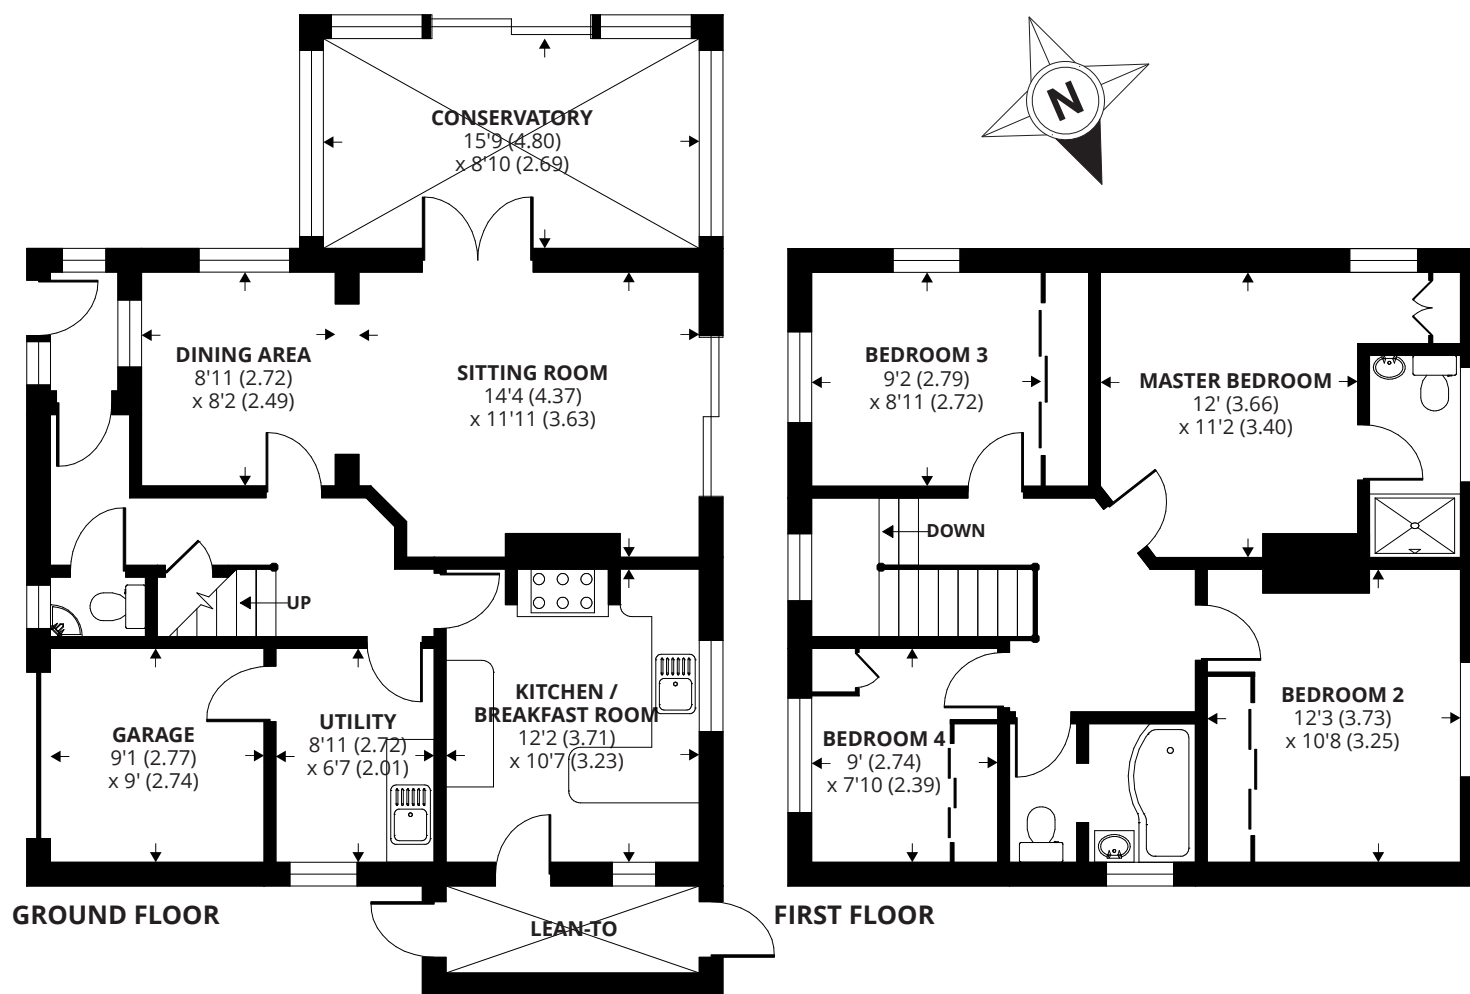 CONSERVATORY
15'9 (4.80)
x 8'10 (2.69)
N
DINING AREA
8'11 (2.72)
x 8'2 (2.49)
SITTING ROOM
14'4 (4.37)
x 11'11 (3.63)
BEDROOM 3
9'2 (2.79)
x 8'11 (2.72)
MASTER BEDROOM
12' (3.66)
x 11'2 (3.40)
DOWN
UP
GARAGE
9'1 (2.77)
x 9' (2.74)
UTILITY
8'11 (2.72)
x 6'7 (2.01)
KITCHEN /
BREAKFAST ROOM
12'2 (3.71)
x 10'7 (3.23)
BEDROOM 4
9' (2.74)
x 7'10 (2.39)
BEDROOM 2
12'3 (3.73)
x 10'8 (3.25)
GROUND FLOOR
LEAN-TO
FIRST FLOOR